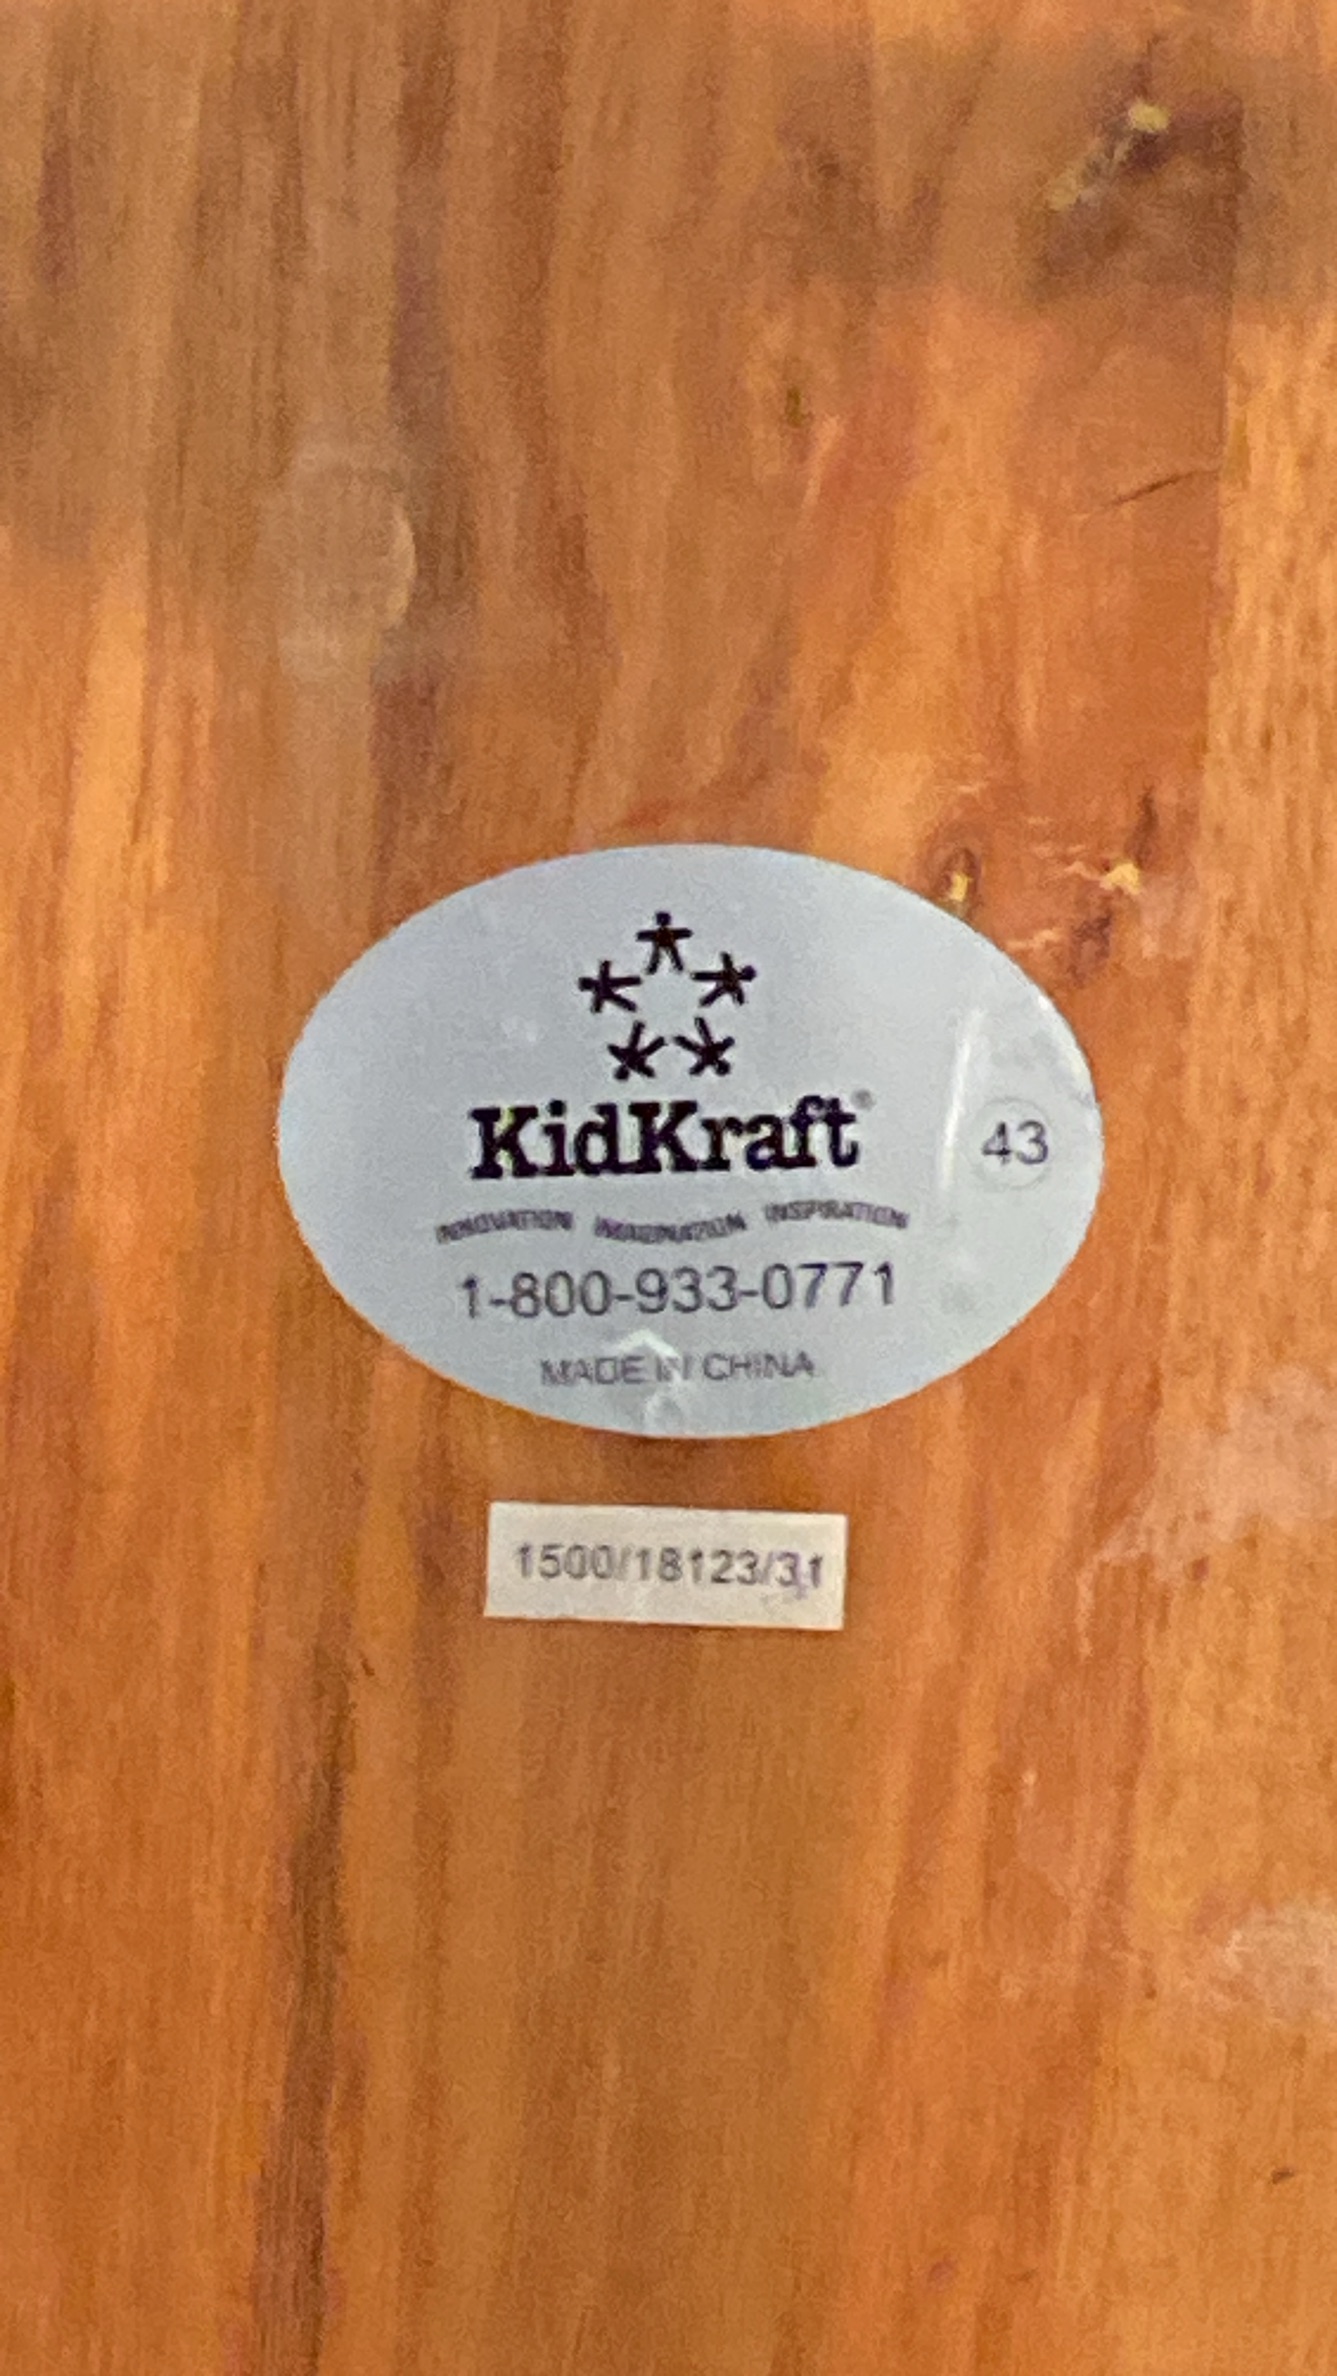 KidKraft®
43
INNOVATION IMAGINATION INSPIRATION
1-800-933-0771
MADE IN CHINA
1500/18123/31